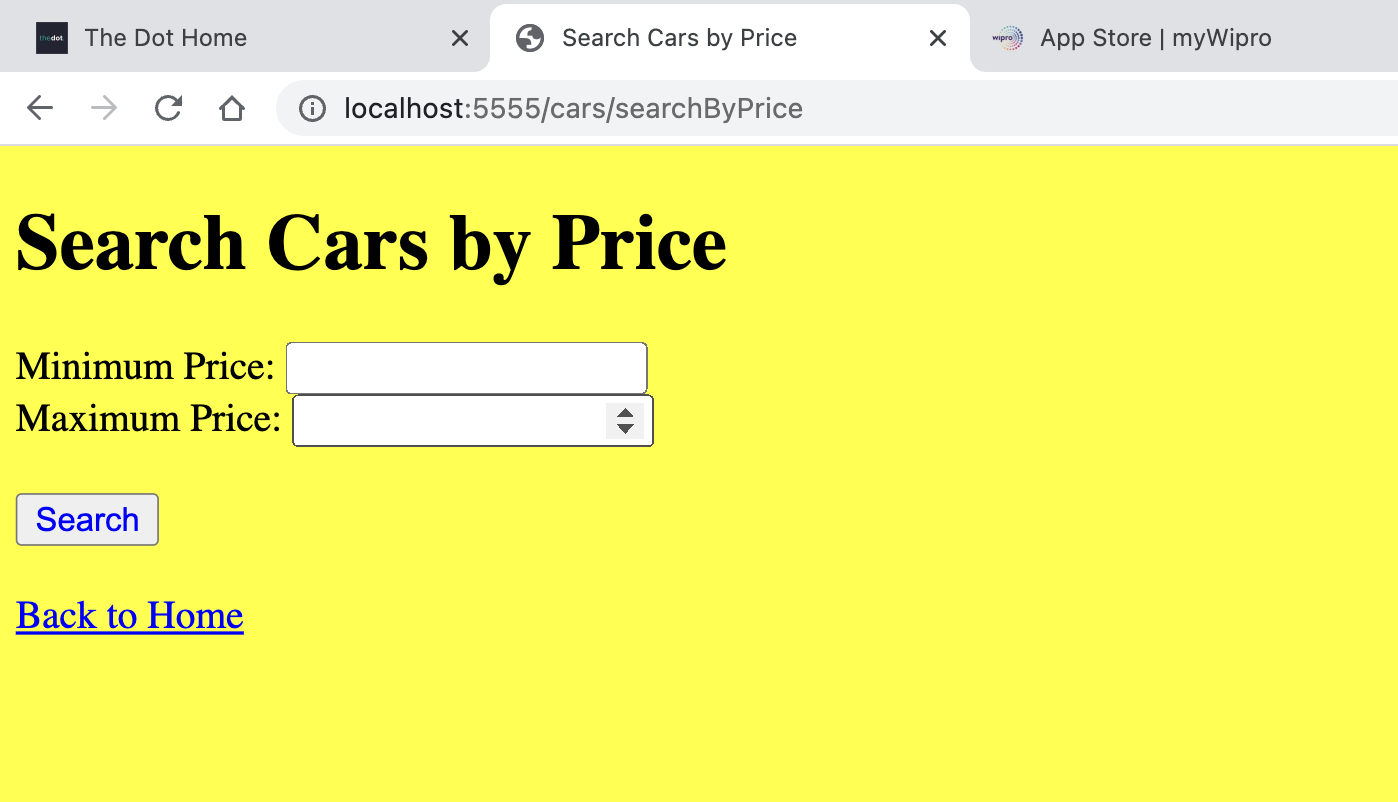 thedot.
The Dot Home
Search Cars by Price
wipro
App Store | myWipro
localhost:5555/cars/searchByPrice
Search Cars by Price
Minimum Price:
Maximum Price:
Search
Back to Home